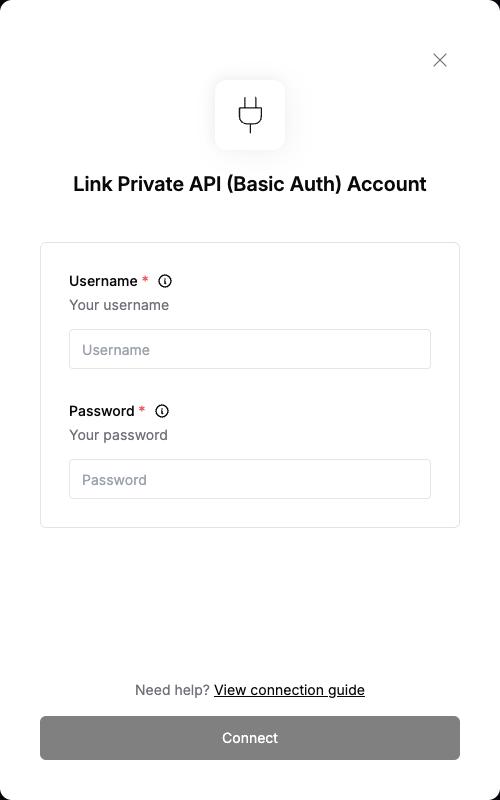 Link Private API (Basic Auth) Account
Username *
Your username
Username
Password *
Your password
Password
Need help? View connection guide
Connect